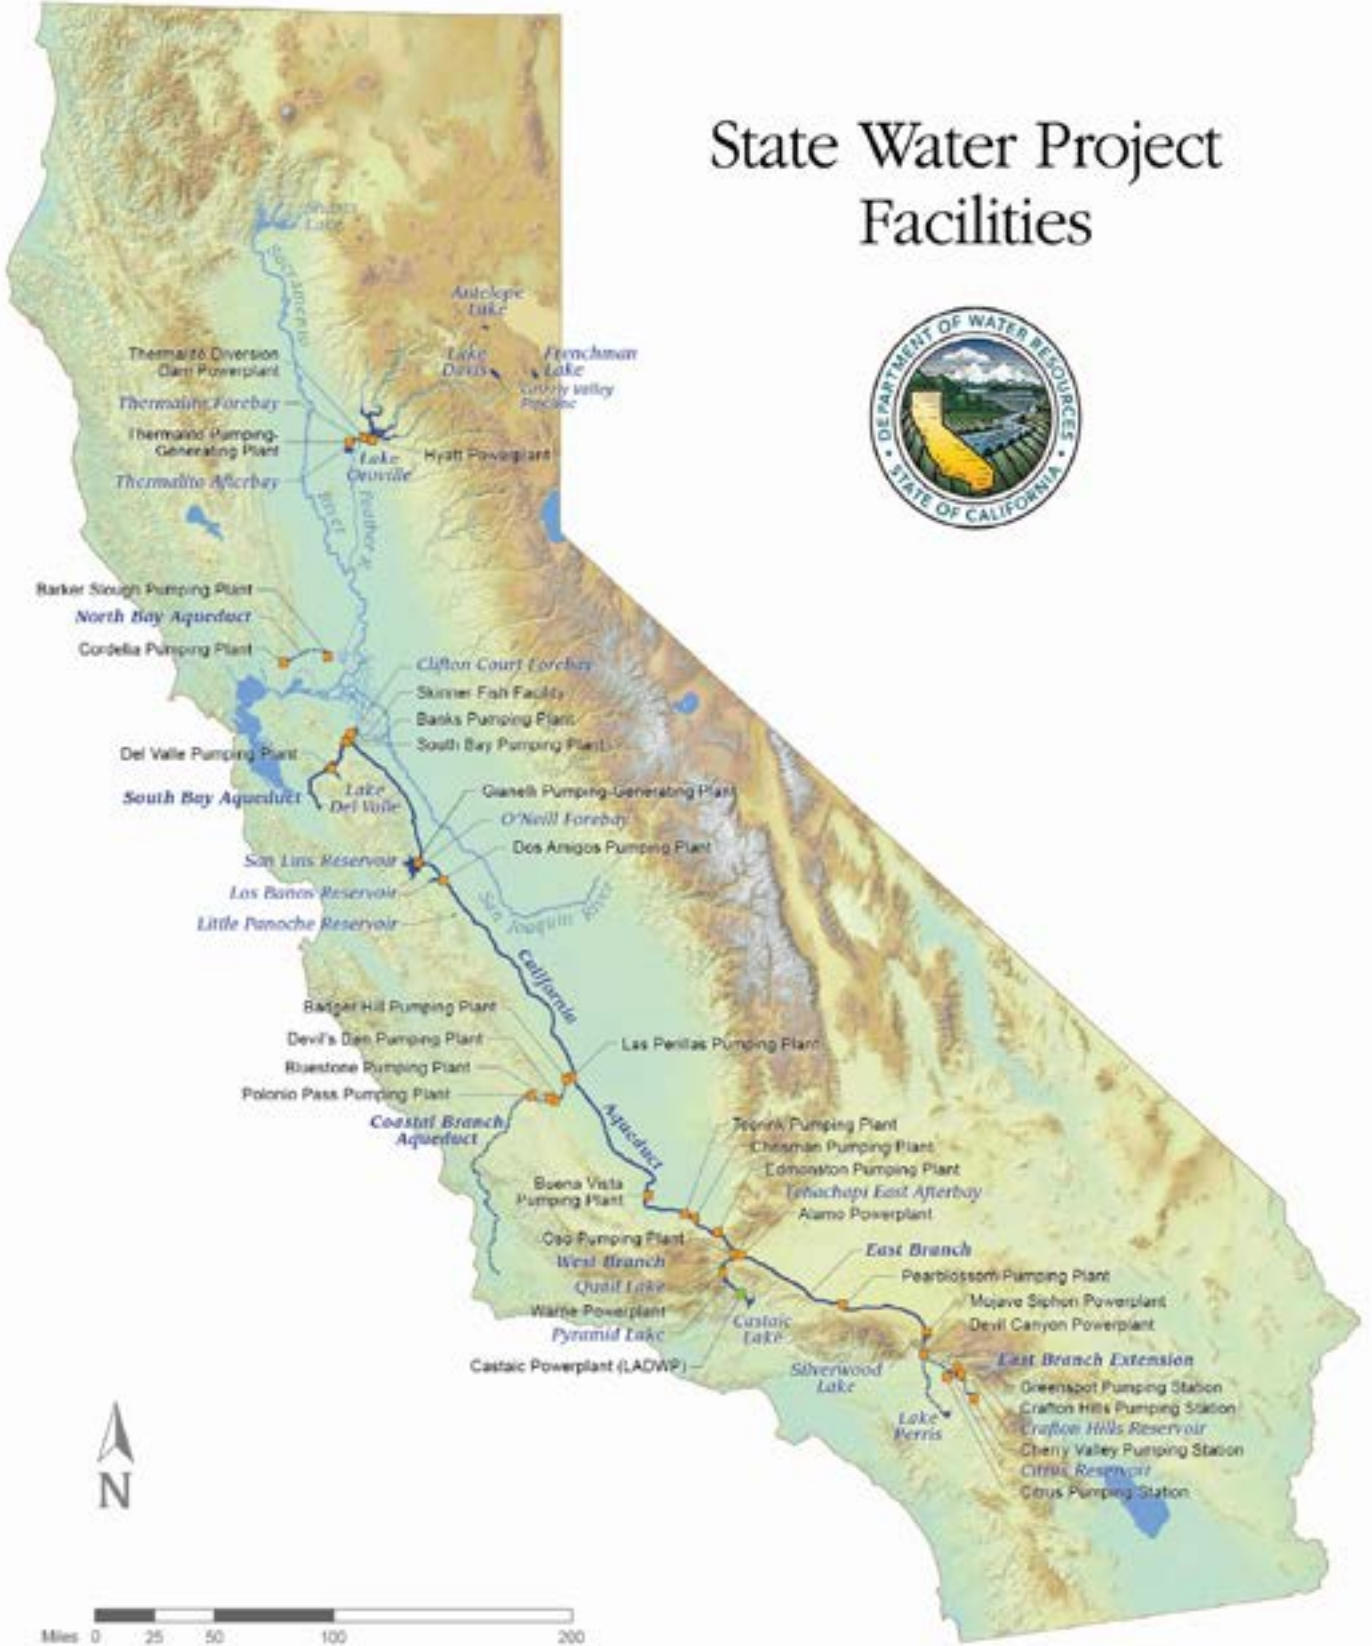 State Water Project
Facilities
DEPARTMENT OF WATER RESOURCES
STATE OF CALIFORNIA
Shasta
Lake
Sacramento
River
Feather R
Antelope
Lake
Lake
Davis
Frenchman
Lake
Grizzly Valley
Pipeline
Thermalito Diversion
Dam Powerplant
Thermalito Forebay
Thermalito Pumping-
Generating Plant
Thermalito Afterbay
Lake
Oroville
Hyatt Powerplant
Barker Slough Pumping Plant
North Bay Aqueduct
Cordelia Pumping Plant
Clifton Court Forebay
Skinner Fish Facility
Banks Pumping Plant
South Bay Pumping Plant
Del Valle Pumping Plant
South Bay Aqueduct
Lake
Del Valle
Gianelli Pumping-Generating Plant
O'Neill Forebay
Dos Amigos Pumping Plant
San Luis Reservoir
Los Banos Reservoir
Little Panoche Reservoir
San Joaquin River
California
Aqueduct
Badger Hill Pumping Plant
Devil's Den Pumping Plant
Bluestone Pumping Plant
Polonio Pass Pumping Plant
Las Perillas Pumping Plant
Coastal Branch
Aqueduct
Teerink Pumping Plant
Chrisman Pumping Plant
Edmonston Pumping Plant
Tehachapi East Afterbay
Alamo Powerplant
Buena Vista
Pumping Plant
Oso Pumping Plant
West Branch
Quail Lake
Warne Powerplant
Pyramid Lake
Castaic Powerplant (LADWP)
Castaic
Lake
East Branch
Pearblossom Pumping Plant
Mojave Siphon Powerplant
Devil Canyon Powerplant
Silverwood
Lake
East Branch Extension
Greenspot Pumping Station
Crafton Hills Pumping Station
Crafton Hills Reservoir
Cherry Valley Pumping Station
Citrus Reservoir
Citrus Pumping Station
Lake
Perris
N
Miles 0 25 50 100 200